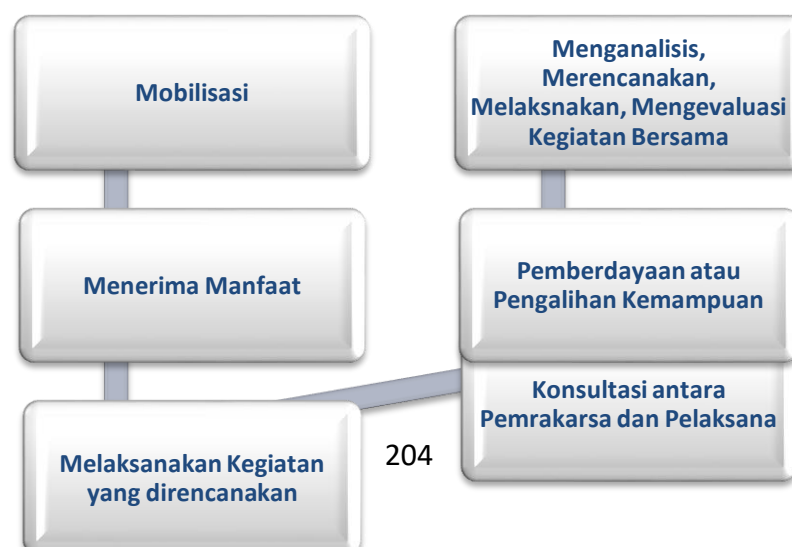 Mobilisasi
Menerima Manfaat
Melaksanakan Kegiatan
yang direncanakan
Konsultasi antara
Pemrakarsa dan Pelaksana
Pemberdayaan atau
Pengalihan Kemampuan
Menganalisis,
Merencanakan,
Melaksnakan, Mengevaluasi
Kegiatan Bersama
204